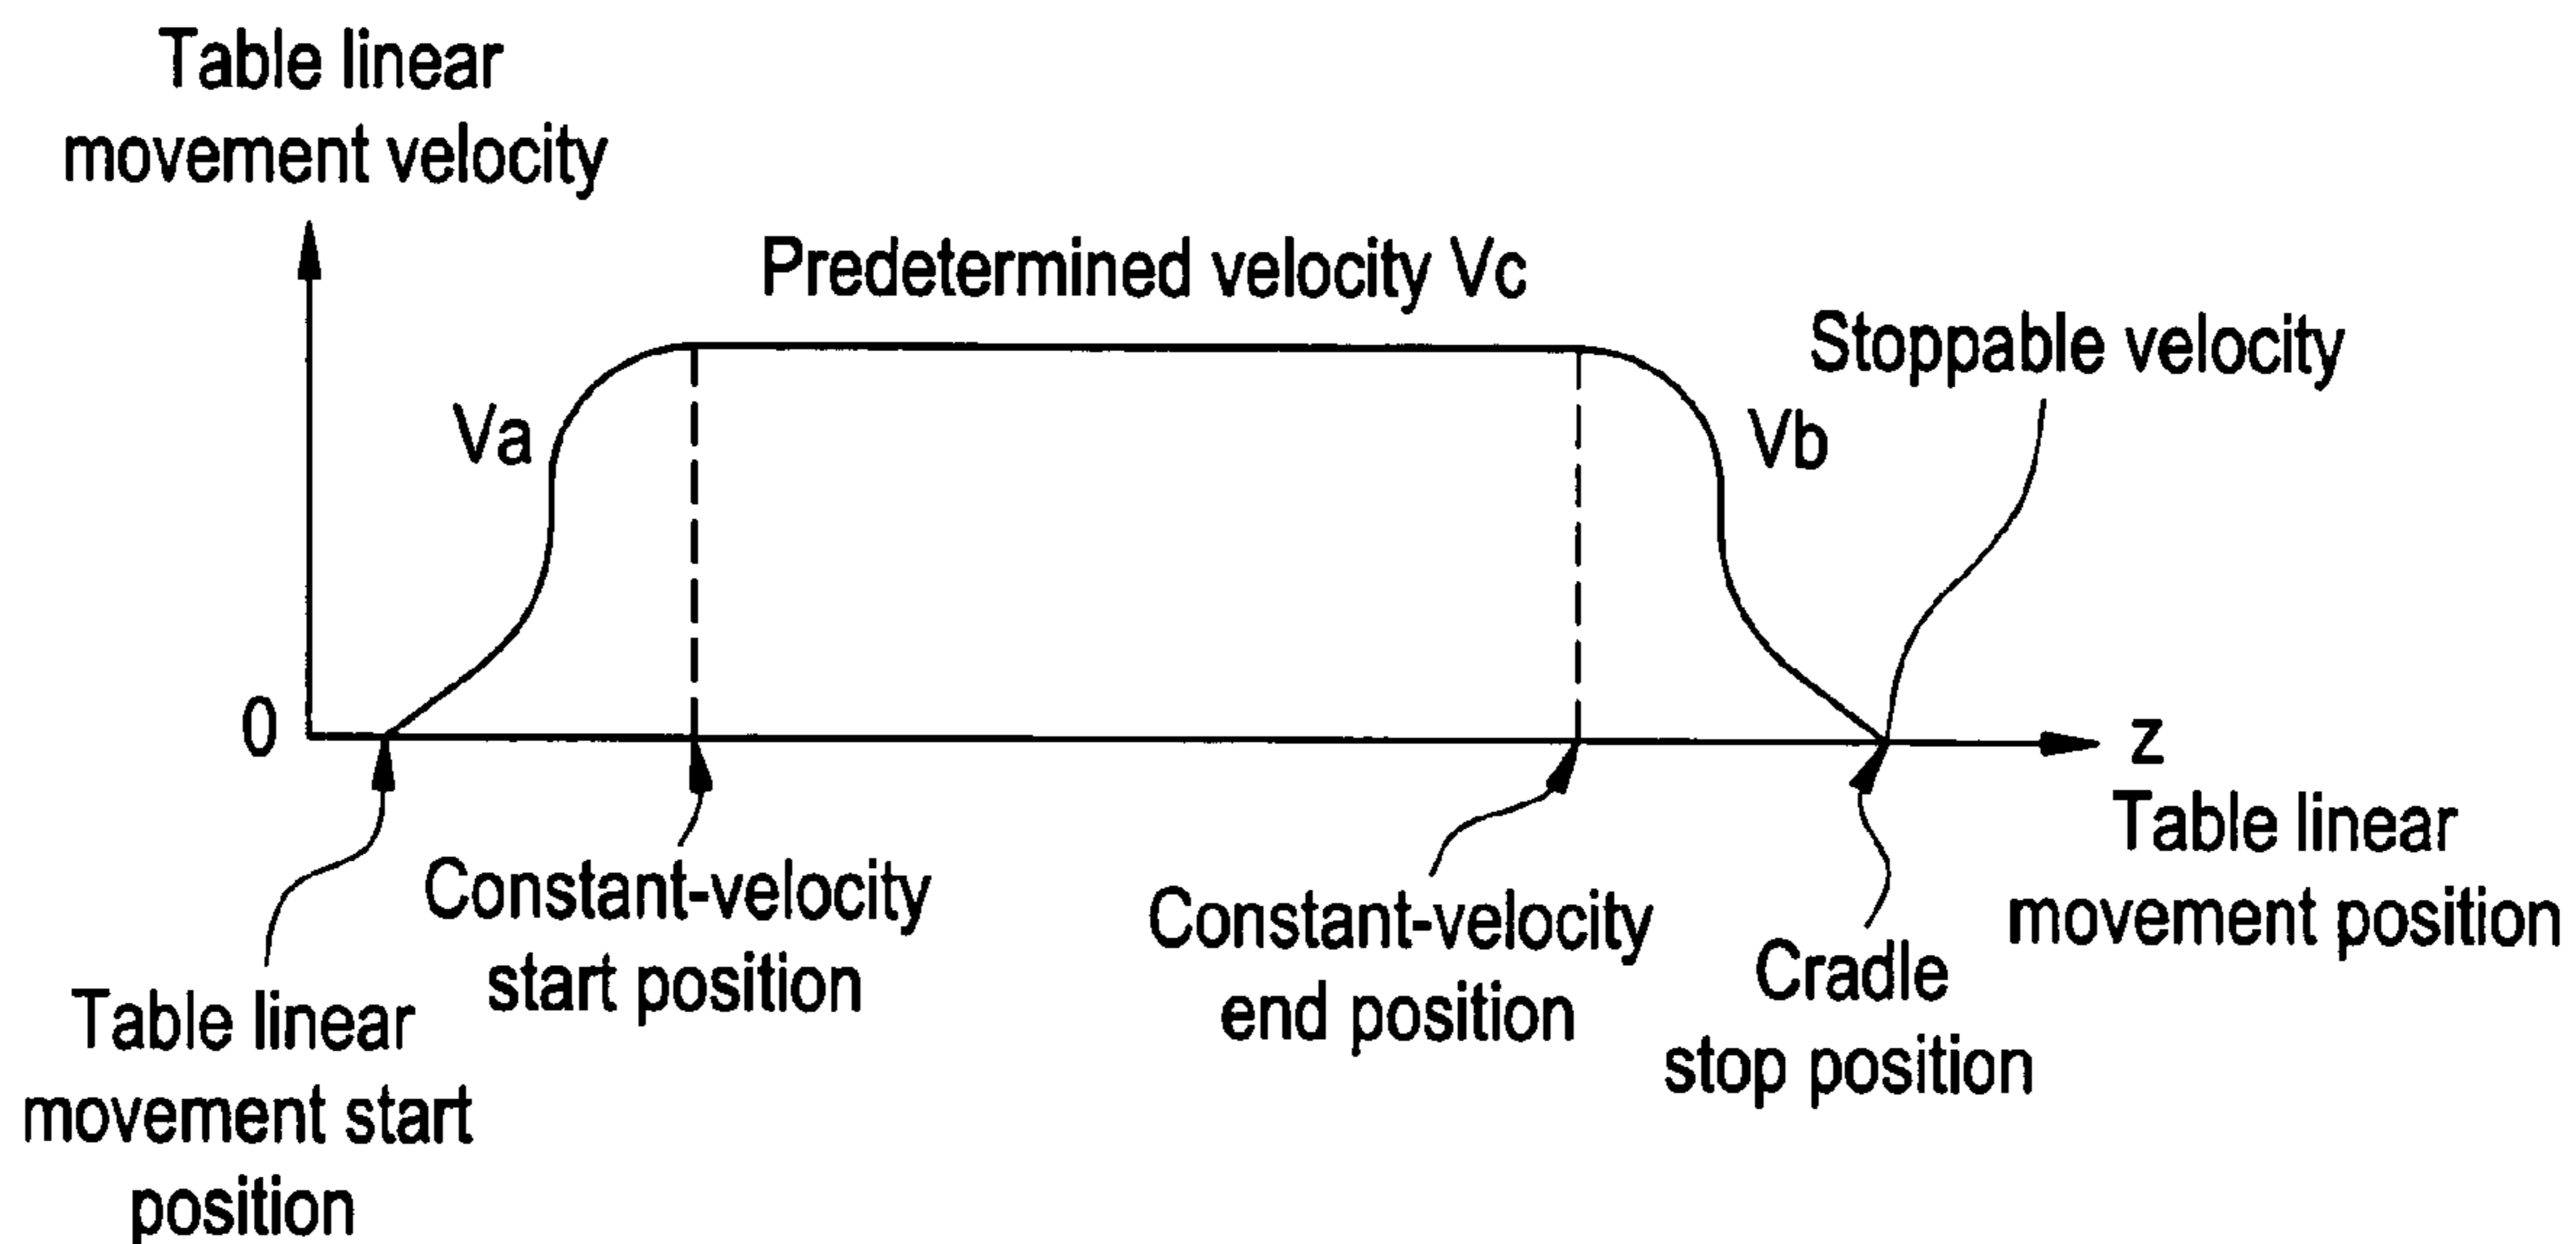 Table linear
movement velocity
Predetermined velocity Vc
Stoppable velocity
Va
Vb
0
z
Table linear
movement position
Constant-velocity
start position
Constant-velocity
end position
Cradle
stop position
Table linear
movement start
position